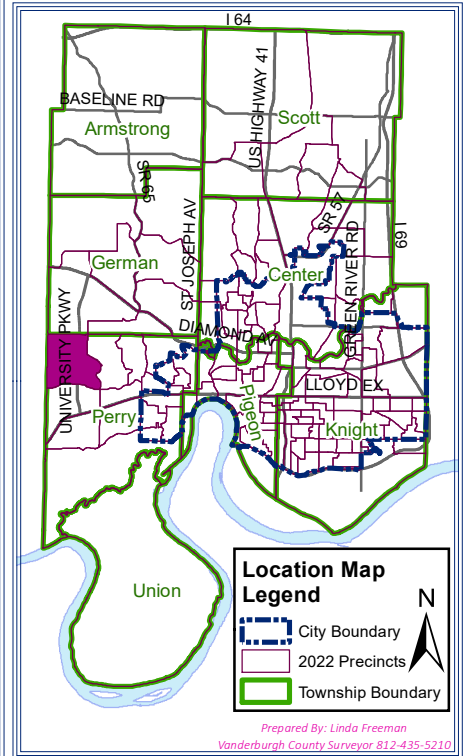 I 64
BASELINE RD
Armstrong
Scott
US HIGHWAY 41
SR 65
SR 57
I 69
German
ST JOSEPH AV
Center
GREEN RIVER RD
UNIVERSITY PKWY
DIAMOND AV
LLOYD EX
Perry
Pigeon
Knight
Union
Location Map
Legend
N
City Boundary
2022 Precincts
Township Boundary
Prepared By: Linda Freeman
Vanderburgh County Surveyor 812-435-5210